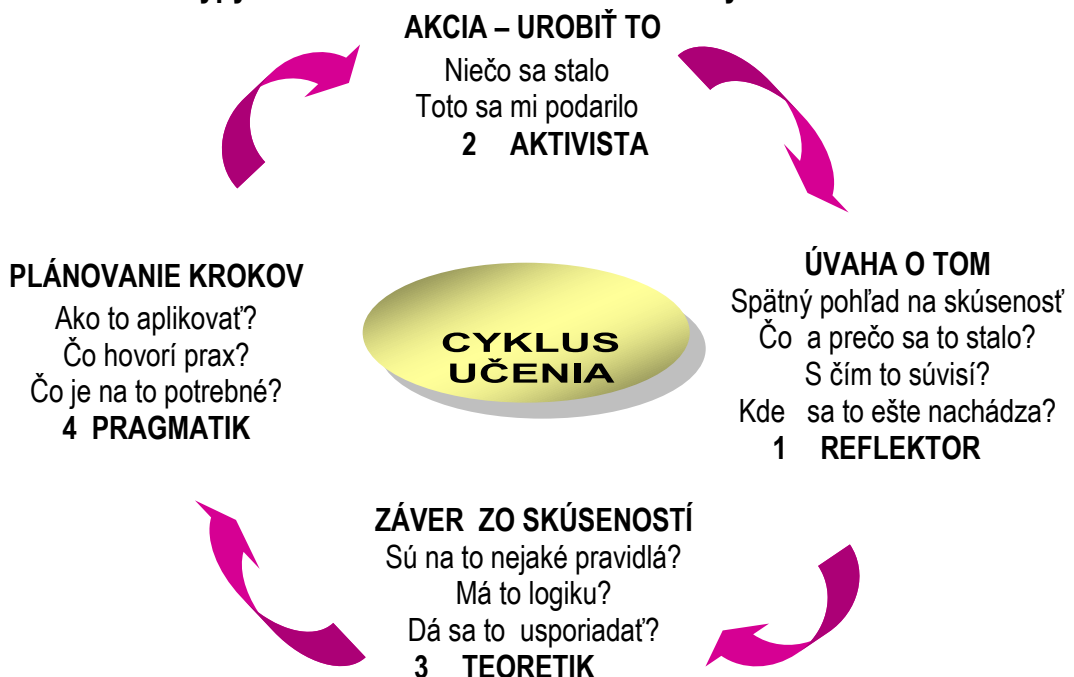 AKCIA – UROBIŤ TO
Niečo sa stalo
Toto sa mi podarilo
2 AKTIVISTA
PLÁNOVANIE KROKOV
Ako to aplikovať?
Čo hovorí prax?
Čo je na to potrebné?
4 PRAGMATIK
CYKLUS
UČENIA
ÚVAHA O TOM
Spätný pohľad na skúsenosť
Čo a prečo sa to stalo?
S čím to súvisí?
Kde sa to ešte nachádza?
1 REFLEKTOR
ZÁVER ZO SKÚSENOSTÍ
Sú na to nejaké pravidlá?
Má to logiku?
Dá sa to usporiadať?
3 TEORETIK